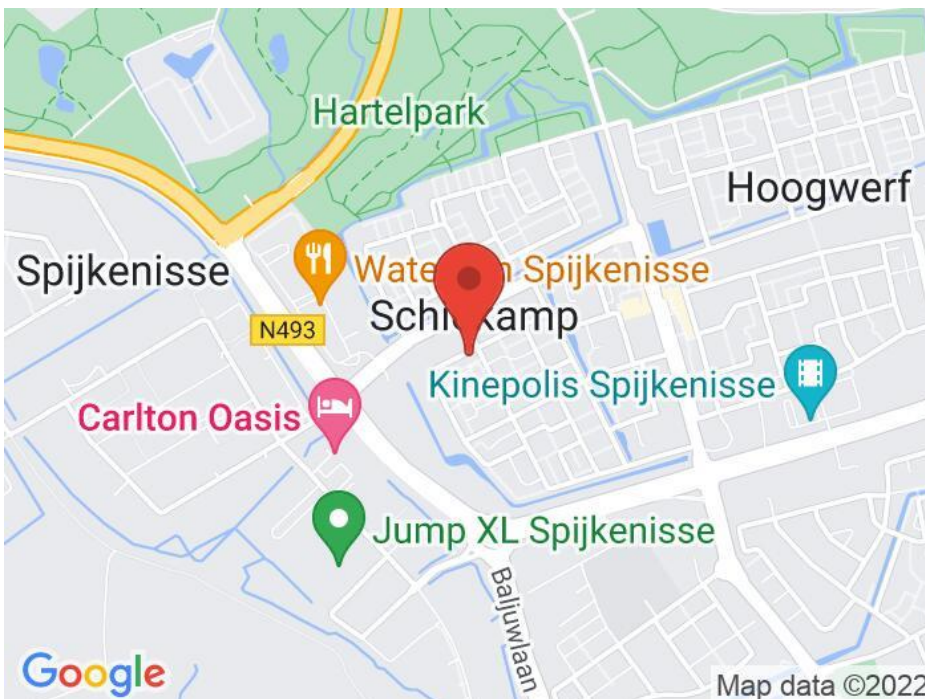 Hartelpark
Hoogwerf
Spijkenisse
Spijkenisse
N493
Kinepolis Spijkenisse
Carlton Oasis
Jump XL Spijkenisse
Baljuwlaan
Google
Map data ©2022